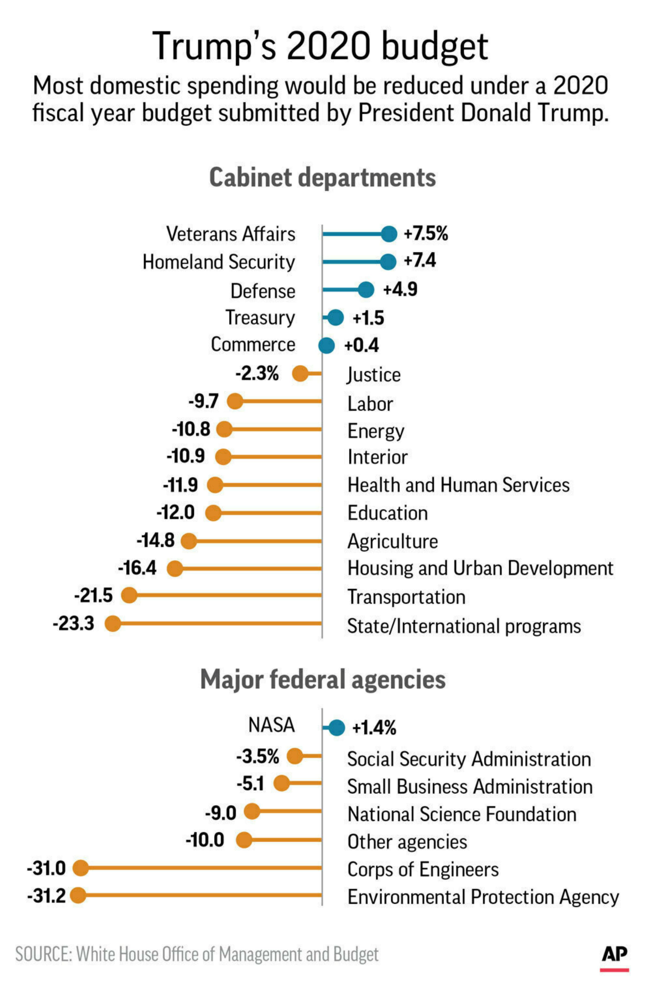 Trump's 2020 budget
Most domestic spending would be reduced under a 2020
fiscal year budget submitted by President Donald Trump.
Cabinet departments
Veterans Affairs +7.5%
Homeland Security +7.4
Defense +4.9
Treasury +1.5
Commerce +0.4
-2.3% Justice
-9.7 Labor
-10.8 Energy
-10.9 Interior
-11.9 Health and Human Services
-12.0 Education
-14.8 Agriculture
-16.4 Housing and Urban Development
-21.5 Transportation
-23.3 State/International programs
Major federal agencies
NASA +1.4%
-3.5% Social Security Administration
-5.1 Small Business Administration
-9.0 National Science Foundation
-10.0 Other agencies
-31.0 Corps of Engineers
-31.2 Environmental Protection Agency
SOURCE: White House Office of Management and Budget AP